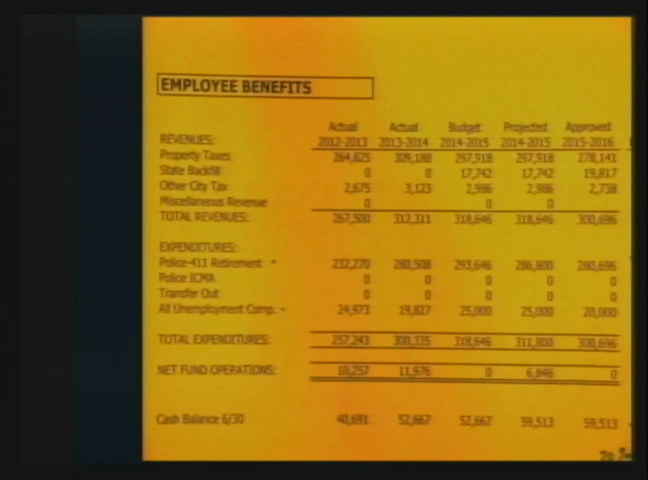 EMPLOYEE BENEFITS
Actual Actual Budget Projected Approved
REVENUES: 2012-2013 2013-2014 2014-2015 2014-2015 2015-2016
Property Taxes 264,825 309,188 297,918 297,918 278,141
State Backfill 0 0 17,742 17,742 19,817
Other City Tax 2,675 3,123 2,986 2,986 2,738
Miscellaneous Revenue 0 0 0 0
TOTAL REVENUES: 267,500 312,311 318,646 318,646 300,696
EXPENDITURES:
Police-411 Retirement * 232,270 280,508 293,646 286,800 280,696
Police ICMA 0 0 0 0 0
Transfer Out 0 0 0 0 0
All Unemployment Comp. * 24,973 19,827 25,000 25,000 20,000
TOTAL EXPENDITURES: 257,243 300,335 318,646 311,800 300,696
NET FUND OPERATIONS: 10,257 11,976 0 6,846 0
Cash Balance 6/30 40,691 52,667 52,667 59,513 59,513